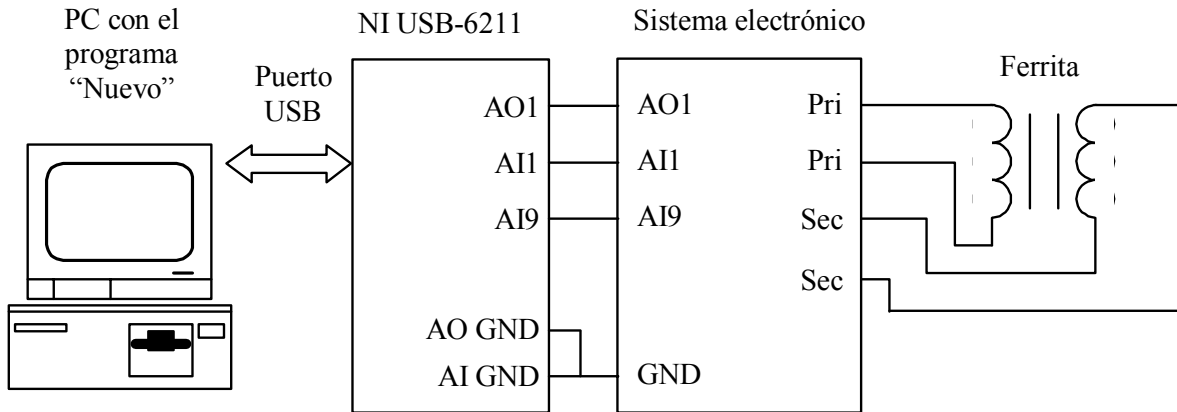 PC con el
programa
“Nuevo”
Puerto
USB
NI USB-6211
AO1
AI1
AI9
AO GND
AI GND
Sistema electrónico
AO1
AI1
AI9
GND
Pri
Pri
Sec
Sec
Ferrita